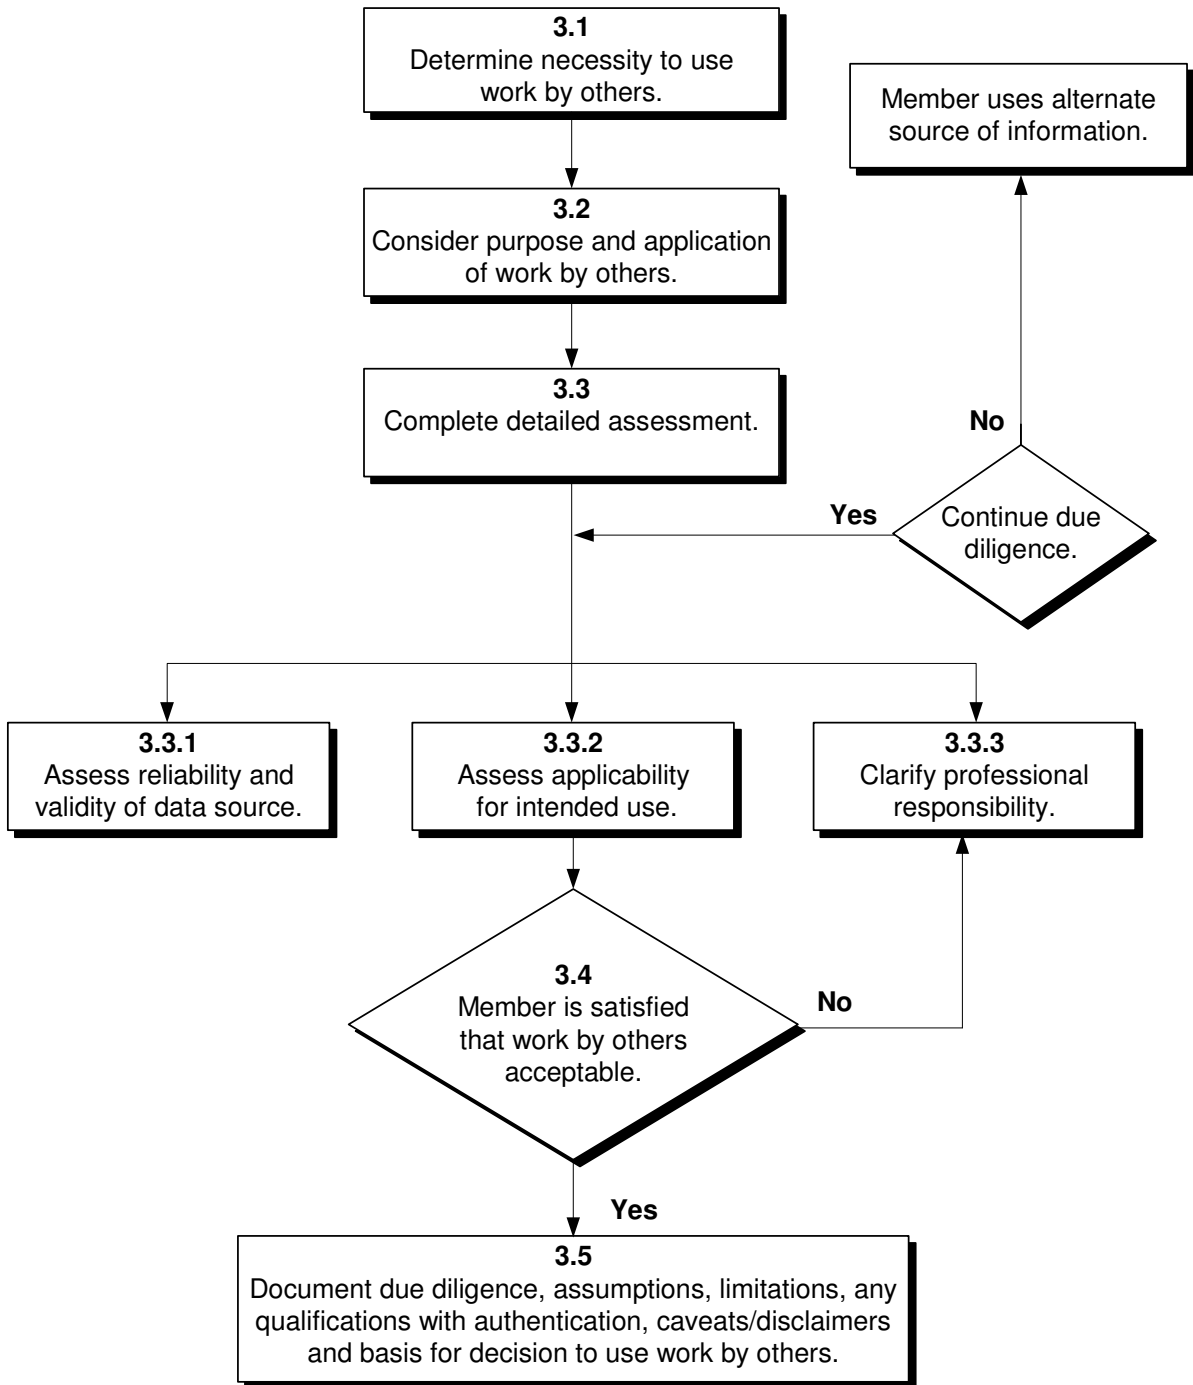 3.1
Determine necessity to use
work by others.
Member uses alternate
source of information.
3.2
Consider purpose and application
of work by others.
3.3
Complete detailed assessment.
No
Yes
Continue due
diligence.
3.3.1
Assess reliability and
validity of data source.
3.3.2
Assess applicability
for intended use.
3.3.3
Clarify professional
responsibility.
3.4
Member is satisfied
that work by others
acceptable.
No
Yes
3.5
Document due diligence, assumptions, limitations, any
qualifications with authentication, caveats/disclaimers
and basis for decision to use work by others.